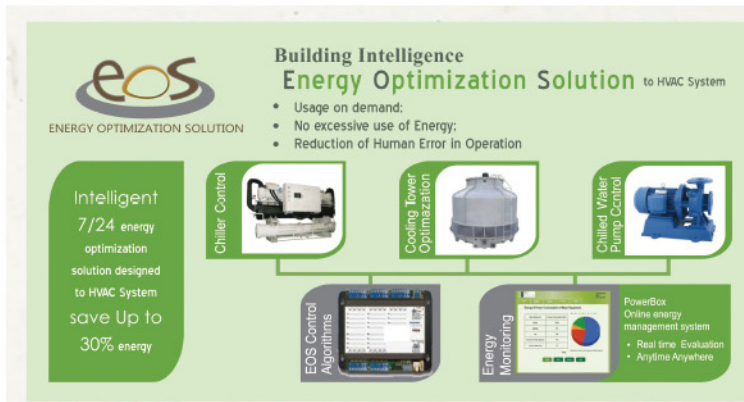 eos
ENERGY OPTIMIZATION SOLUTION
Building Intelligence
Energy Optimization Solution to HVAC System
• Usage on demand;
• No excessive use of Energy;
• Reduction of Human Error in Operation
Intelligent
7/24 energy
optimization
solution designed
to HVAC System
save Up to
30% energy
Chiller Control
Cooling Tower
Optimazation
Chilled Water
Pump Control
EOS Control
Algorithms
Energy
Monitoring
PowerBox
Online energy
management system
• Real time Evaluation
• Anytime Anywhere